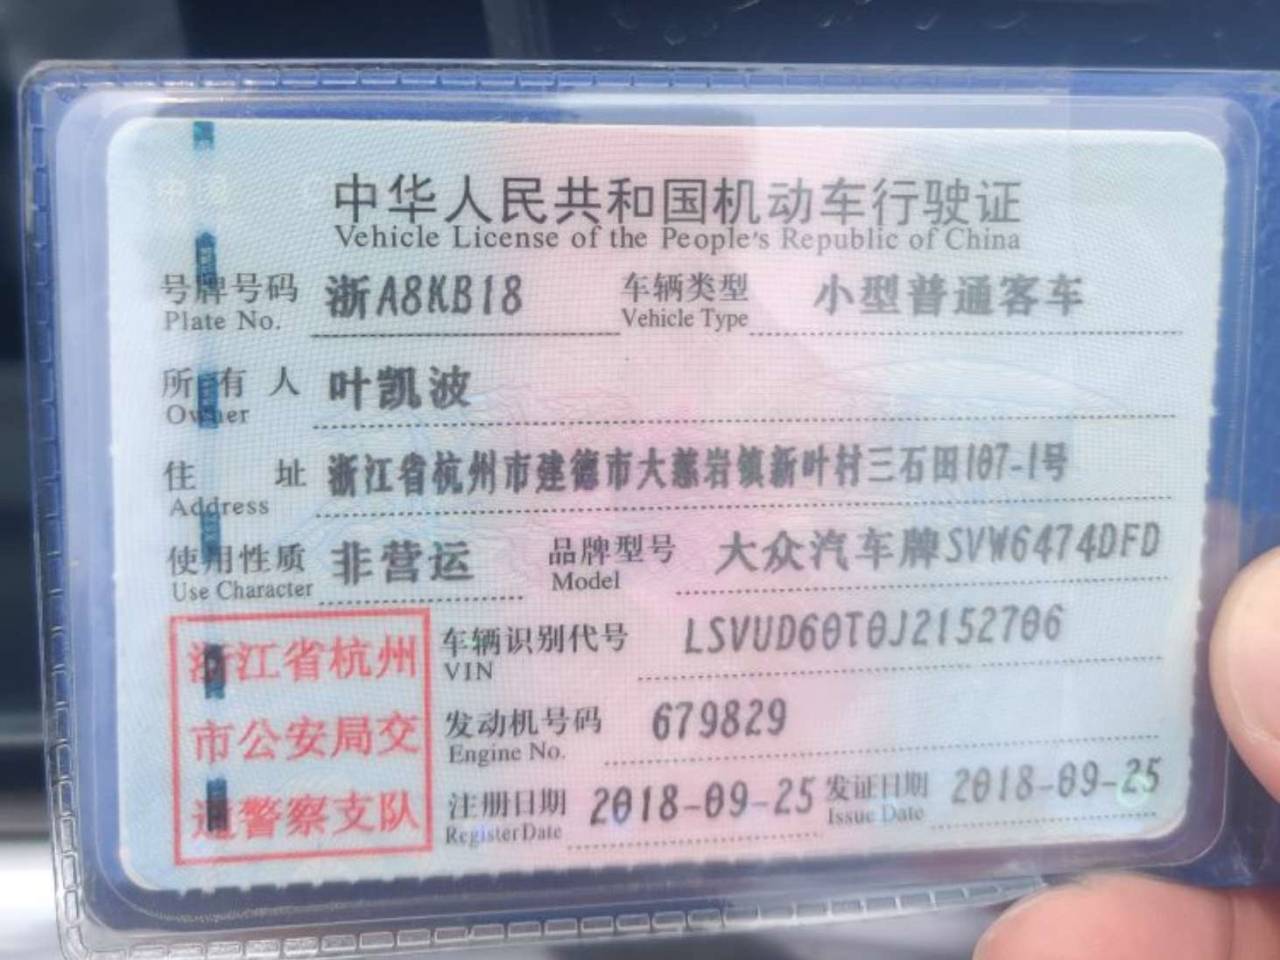 中华人民共和国机动车行驶证
Vehicle License of the People's Republic of China
号牌号码 浙A8KB18 车辆类型 小型普通客车
Plate No. Vehicle Type
所有人 叶凯波
Owner
住址 浙江省杭州市建德市大慈岩镇新叶村三石田107-1号
Address
使用性质 非营运 品牌型号 大众汽车牌SVW6474DFD
Use Character Model
浙江省杭州
市公安局交
通警察支队
车辆识别代号 LSVUD60T0J2152706
VIN
发动机号码 679829
Engine No.
注册日期 2018-09-25 发证日期 2018-09-25
Register Date Issue Date